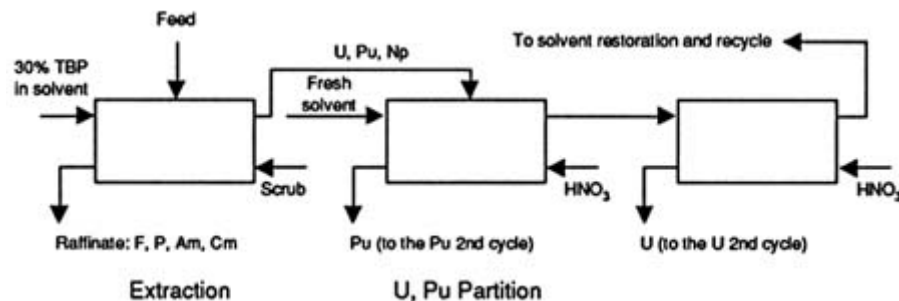 Feed
30% TBP
in solvent
U, Pu, Np
Fresh
solvent
To solvent restoration and recycle
Scrub
HNO3
HNO3
Raffinate: F, P, Am, Cm
Pu (to the Pu 2nd cycle)
U (to the U 2nd cycle)
Extraction
U, Pu Partition